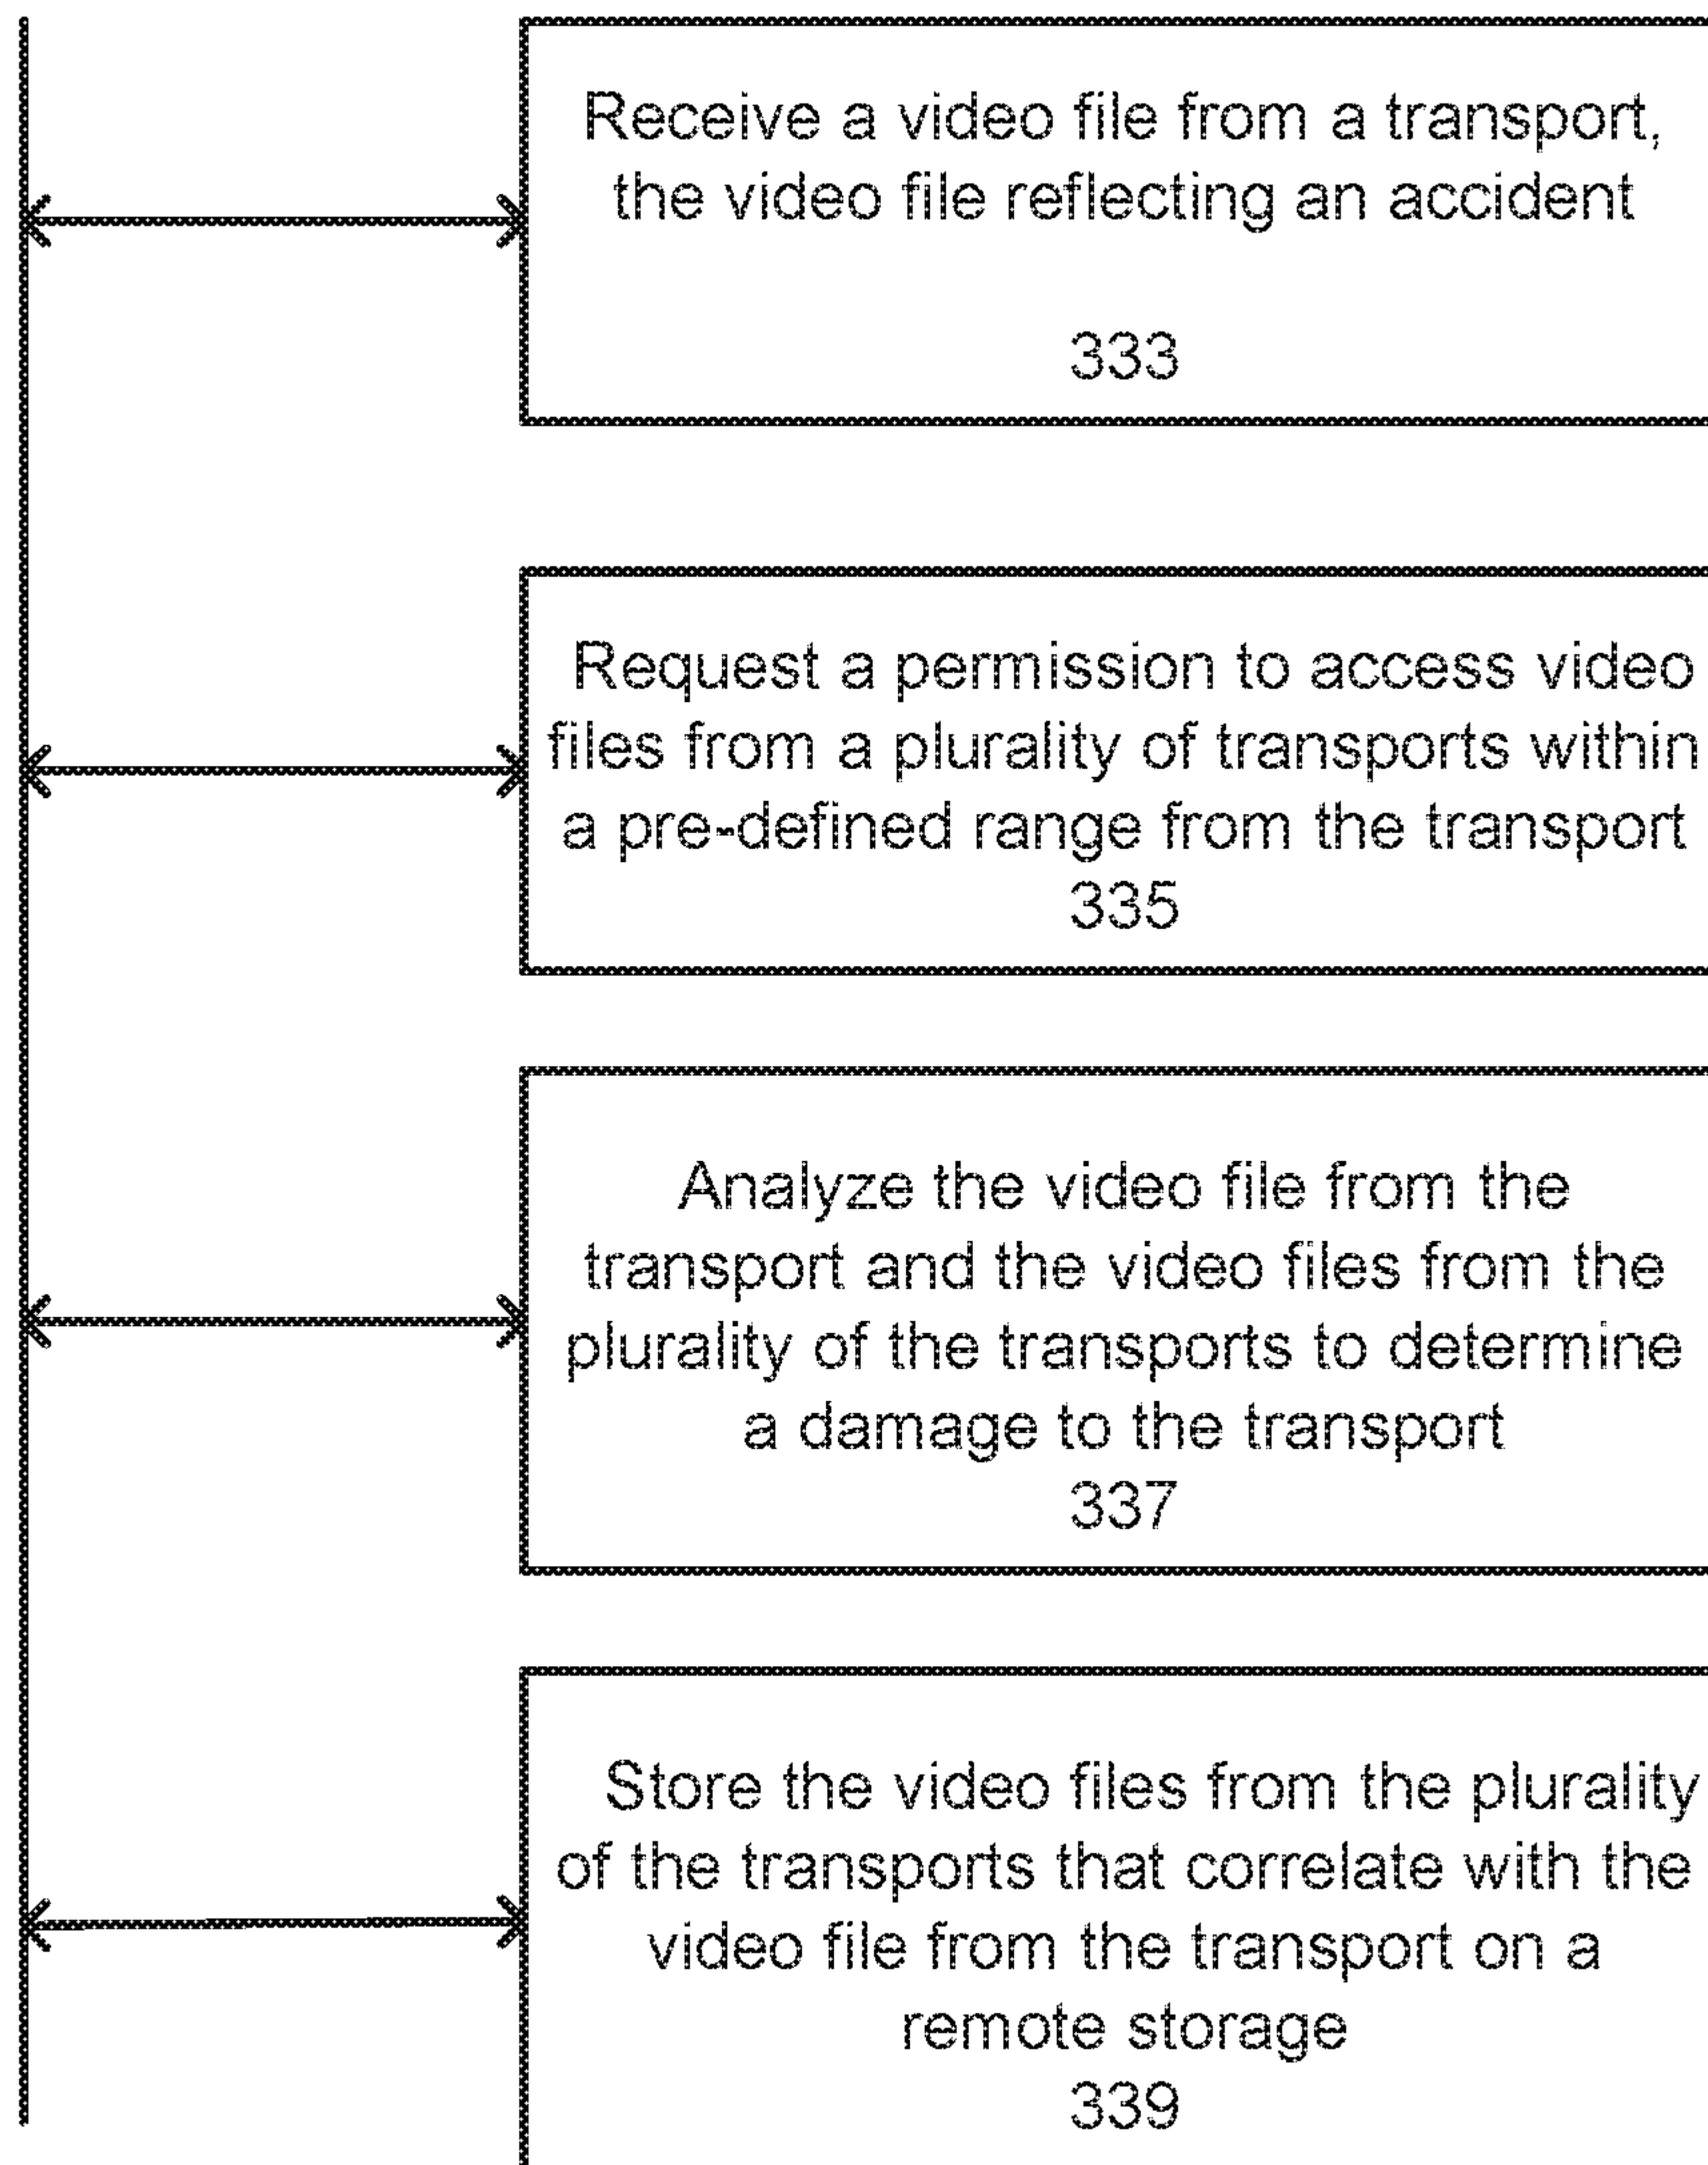 Receive a video file from a transport,
the video file reflecting an accident
333
Request a permission to access video
files from a plurality of transports within
a pre-defined range from the transport
335
Analyze the video file from the
transport and the video files from the
plurality of the transports to determine
a damage to the transport
337
Store the video files from the plurality
of the transports that correlate with the
video file from the transport on a
remote storage
339